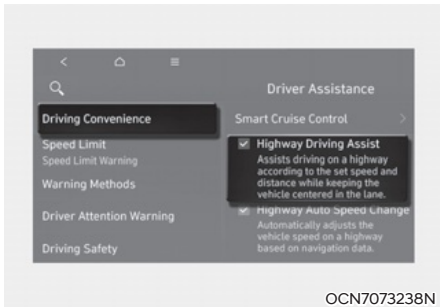 Driver Assistance
Driving Convenience
Smart Cruise Control
Speed Limit
Speed Limit Warning
Highway Driving Assist
Assists driving on a highway
according to the set speed and
distance while keeping the
vehicle centered in the lane.
Warning Methods
Driver Attention Warning
Highway Auto Speed Change
Automatically adjusts the
vehicle speed on a highway
based on navigation data.
Driving Safety
OCN7073238N